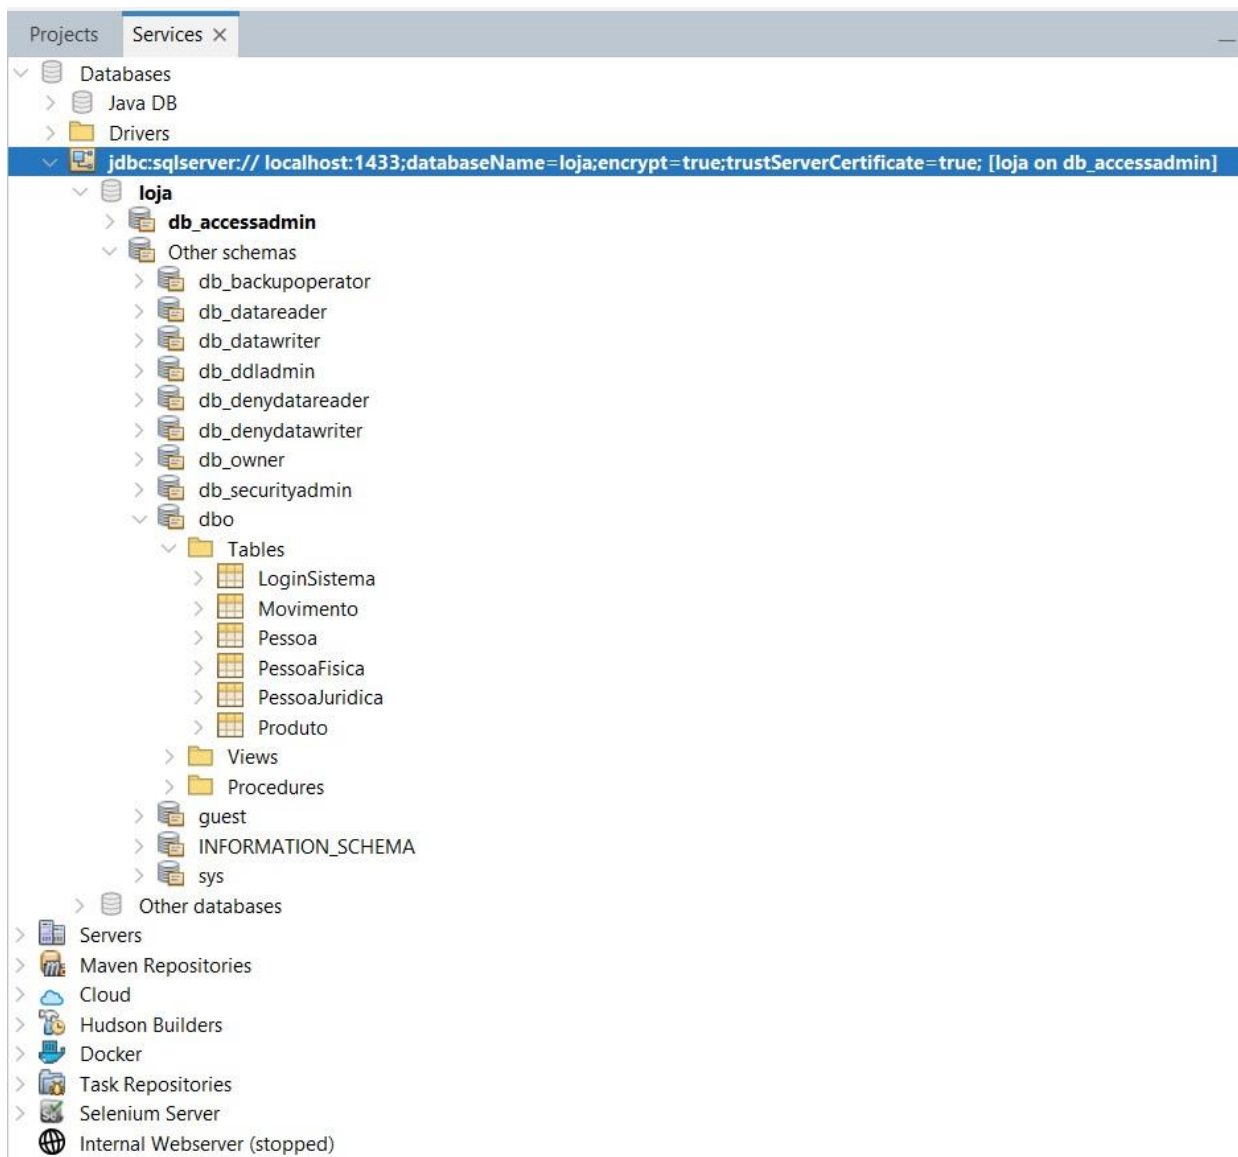 Projects Services
Databases
Java DB
Drivers
jdbc:sqlserver:// localhost:1433;databaseName=loja;encrypt=true;trustServerCertificate=true; [loja on db_accessadmin]
loja
db_accessadmin
Other schemas
db_backupoperator
db_datareader
db_datawriter
db_ddladmin
db_denydatareader
db_denydatawriter
db_owner
db_securityadmin
dbo
Tables
LoginSistema
Movimento
Pessoa
PessoaFisica
PessoaJuridica
Produto
Views
Procedures
guest
INFORMATION_SCHEMA
sys
Other databases
Servers
Maven Repositories
Cloud
Hudson Builders
Docker
Task Repositories
Selenium Server
Internal Webserver (stopped)